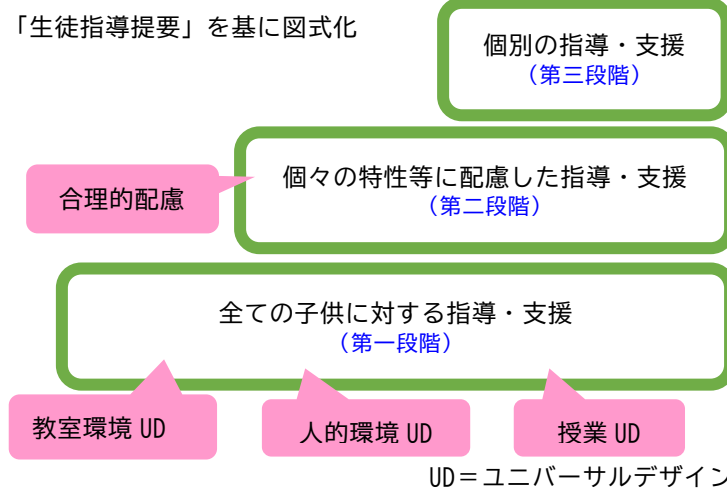 「生徒指導提要」を基に図式化
個別の指導・支援
（第三段階）
合理的配慮
個々の特性等に配慮した指導・支援
（第二段階）
全ての子供に対する指導・支援
（第一段階）
教室環境 UD
人的環境 UD
授業 UD
UD＝ユニバーサルデザイン